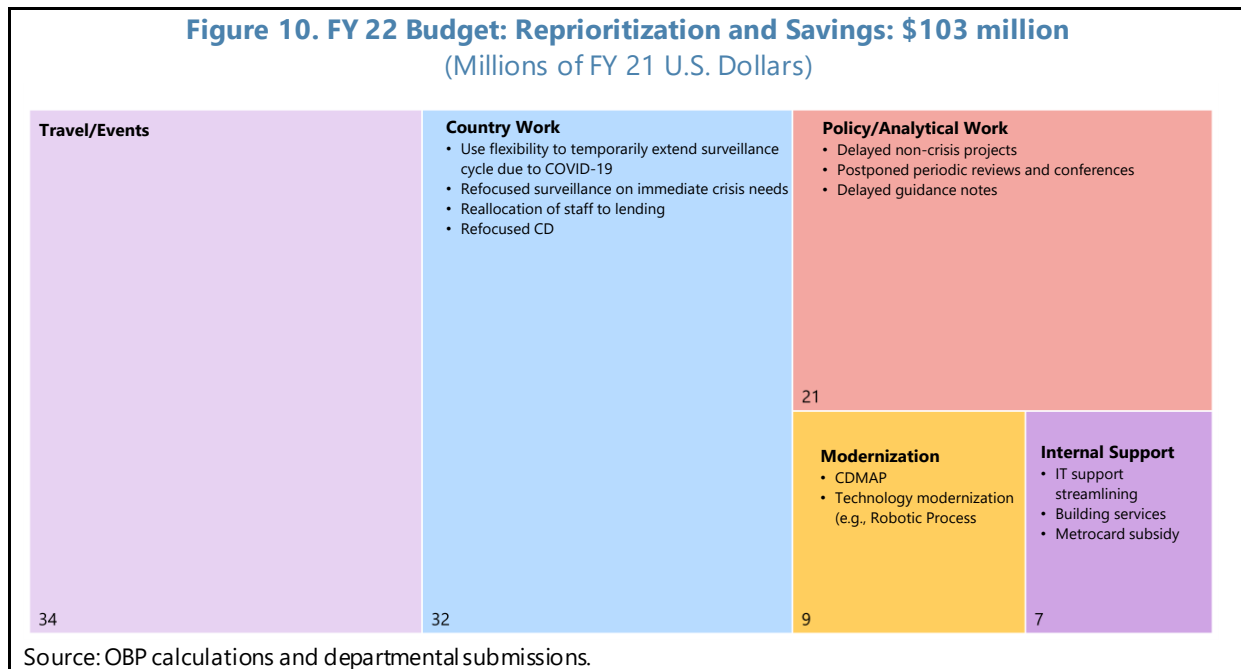 Figure 10. FY 22 Budget: Reprioritization and Savings: $103 million
(Millions of FY 21 U.S. Dollars)
Travel/Events
34
Country Work
• Use flexibility to temporarily extend surveillance
cycle due to COVID-19
• Refocused surveillance on immediate crisis needs
• Reallocation of staff to lending
• Refocused CD
32
Policy/Analytical Work
• Delayed non-crisis projects
• Postponed periodic reviews and conferences
• Delayed guidance notes
21
Modernization
• CDMAP
• Technology modernization
(e.g., Robotic Process
9
Internal Support
• IT support
streamlining
• Building services
• Metrocard subsidy
7
Source: OBP calculations and departmental submissions.